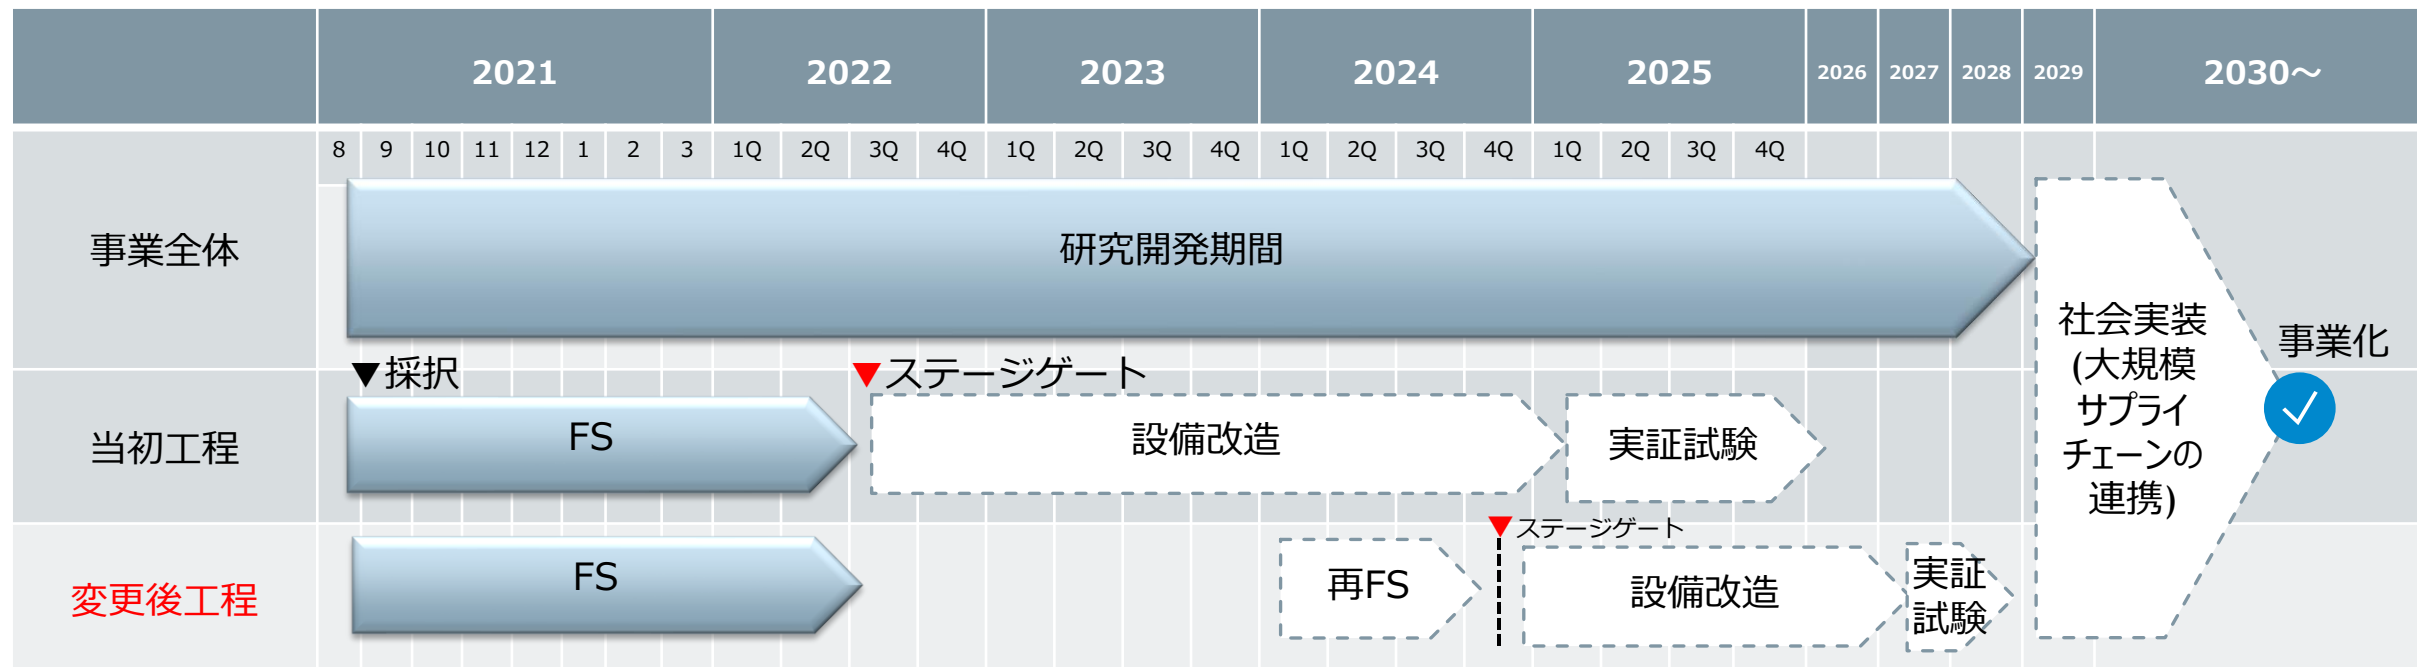 2021 2022 2023 2024 2025 2026 2027 2028 2029 2030～
8 9 10 11 12 1 2 3 1Q 2Q 3Q 4Q 1Q 2Q 3Q 4Q 1Q 2Q 3Q 4Q 1Q 2Q 3Q 4Q
事業全体
研究開発期間
社会実装
(大規模
サプライ
チェーンの
連携)
事業化
▼採択
▼ステージゲート
当初工程
FS
設備改造
実証試験
▼ステージゲート
変更後工程
FS
再FS
設備改造
実証
試験